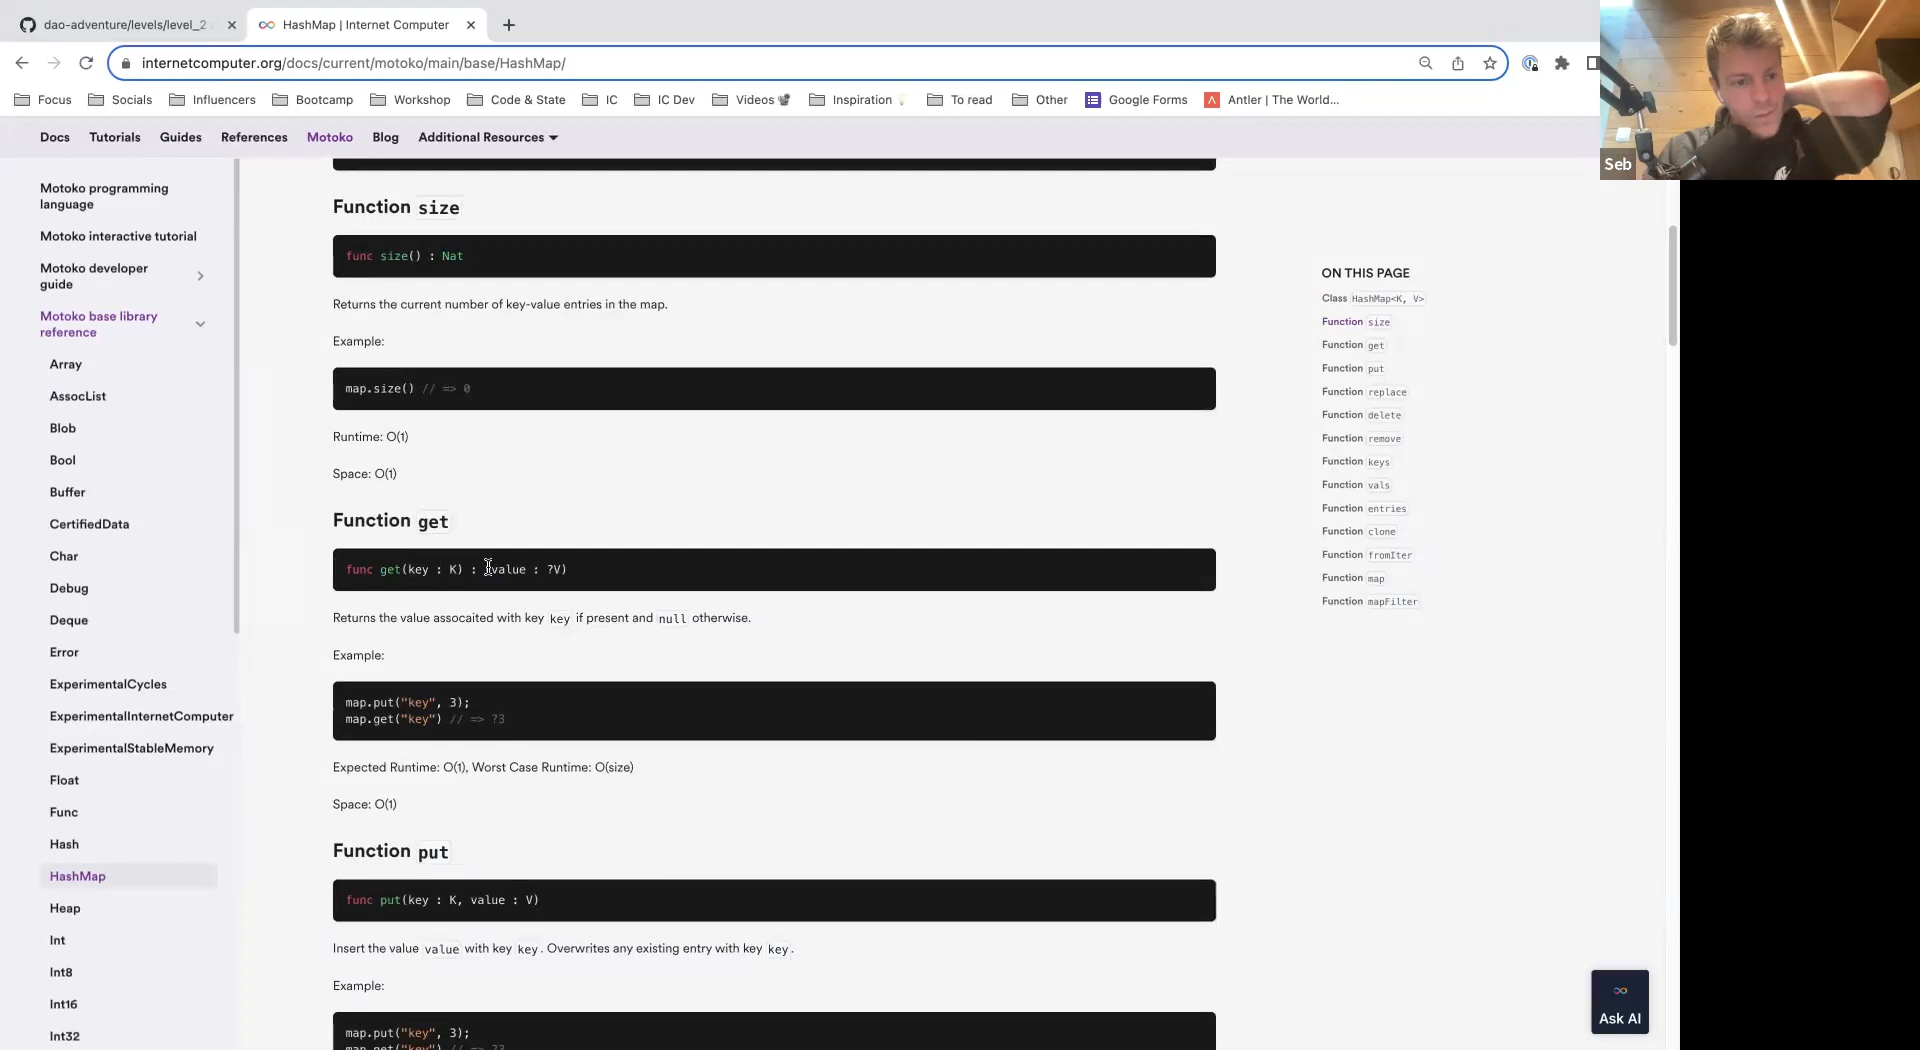 dao-adventure/levels/level_2
HashMap | Internet Computer
internetcomputer.org/docs/current/motoko/main/base/HashMap/
Focus
Socials
Influencers
Bootcamp
Workshop
Code & State
IC
IC Dev
Videos
Inspiration
To read
Other
Google Forms
Antler | The World...
Seb
Docs
Tutorials
Guides
References
Motoko
Blog
Additional Resources
Motoko programming
language
Motoko interactive tutorial
Motoko developer
guide
Motoko base library
reference
Array
AssocList
Blob
Bool
Buffer
CertifiedData
Char
Debug
Deque
Error
ExperimentalCycles
ExperimentalInternetComputer
ExperimentalStableMemory
Float
Func
Hash
HashMap
Heap
Int
Int8
Int16
Int32
Function size
func size() : Nat
Returns the current number of key-value entries in the map.
Example:
map.size() // => 0
Runtime: O(1)
Space: O(1)
Function get
func get(key : K) : (value : ?V)
Returns the value assocaited with key key if present and null otherwise.
Example:
map.put("key", 3);
map.get("key") // => ?3
Expected Runtime: O(1), Worst Case Runtime: O(size)
Space: O(1)
Function put
func put(key : K, value : V)
Insert the value value with key key. Overwrites any existing entry with key key.
Example:
map.put("key", 3);
map.get("key") // => ?3
ON THIS PAGE
Class HashMap<K, V>
Function size
Function get
Function put
Function replace
Function delete
Function remove
Function keys
Function vals
Function entries
Function clone
Function fromIter
Function map
Function mapFilter
Ask AI